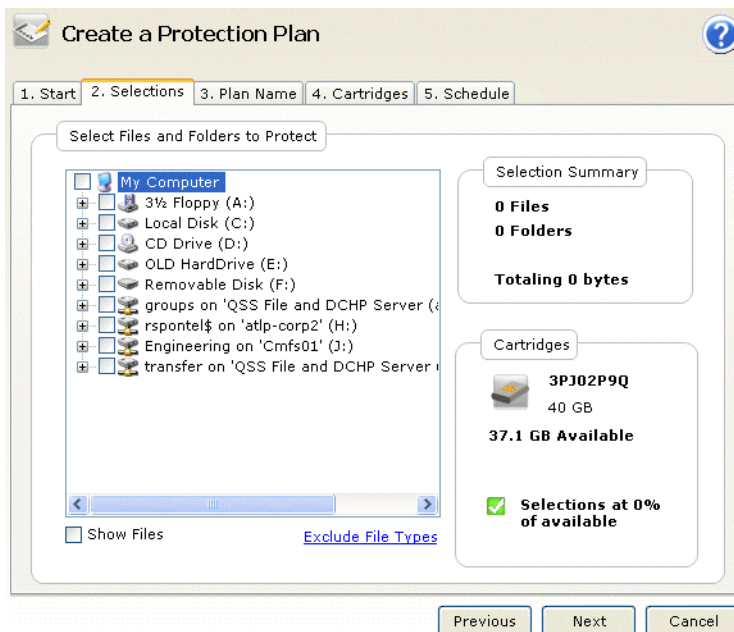 Create a Protection Plan
?
1. Start 2. Selections 3. Plan Name 4. Cartridges 5. Schedule
Select Files and Folders to Protect
My Computer
3½ Floppy (A:)
Local Disk (C:)
CD Drive (D:)
OLD HardDrive (E:)
Removable Disk (F:)
groups on 'QSS File and DCHP Server (
rspontel$ on 'atlp-corp2' (H:)
Engineering on 'Cmfs01' (J:)
transfer on 'QSS File and DCHP Server
Show Files
Exclude File Types
Selection Summary
0 Files
0 Folders
Totaling 0 bytes
Cartridges
3PJ02P9Q
40 GB
37.1 GB Available
Selections at 0%
of available
Previous Next Cancel